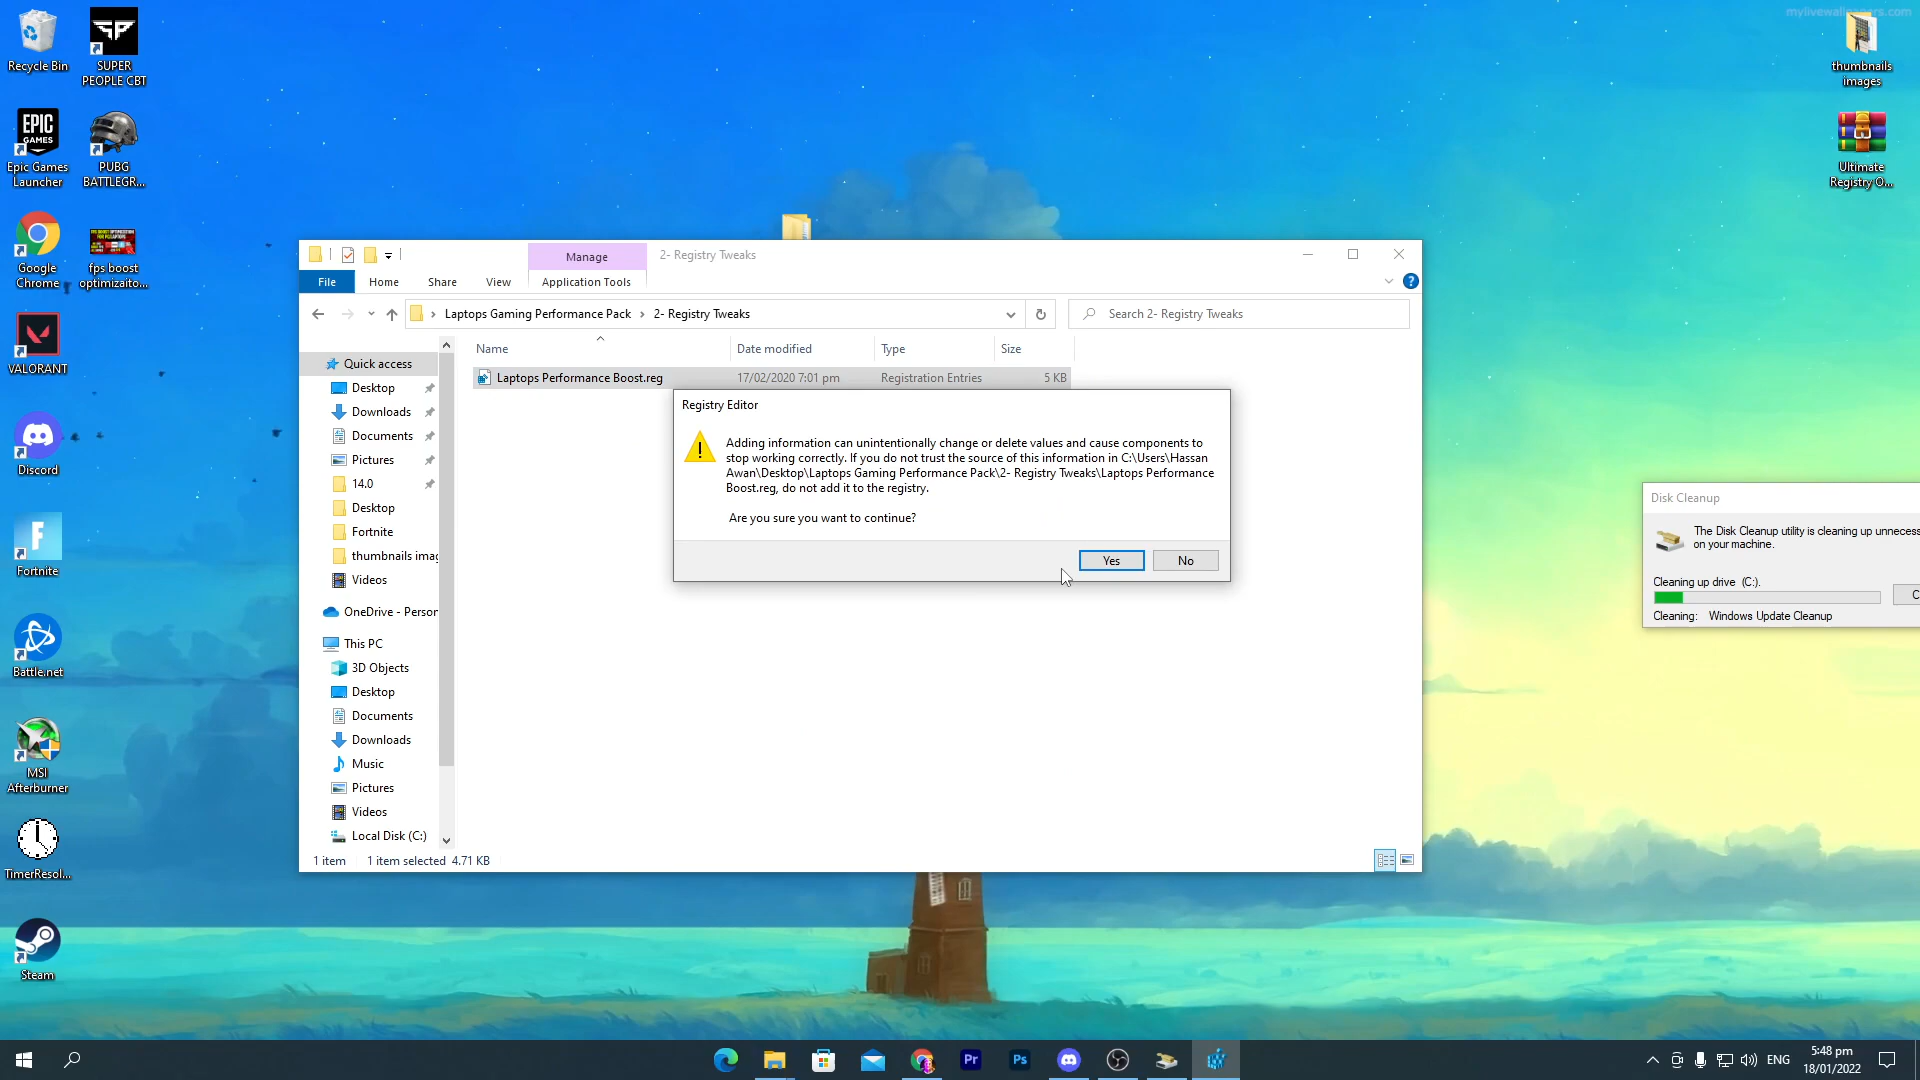 mylivewallpapers.com
Recycle Bin
SUPER
PEOPLE CBT
thumbnails
images
EPIC
GAMES
Epic Games
Launcher
PUBG
BATTLEGR...
Ultimate
Registry O...
Google
Chrome
fps boost
optimizaito...
VALORANT
Discord
Fortnite
Battle.net
MSI
Afterburner
TimerResol...
Steam
Manage
2- Registry Tweaks
File
Home
Share
View
Application Tools
Laptops Gaming Performance Pack > 2- Registry Tweaks
Search 2- Registry Tweaks
Name
Date modified
Type
Size
Laptops Performance Boost.reg
17/02/2020 7:01 pm
Registration Entries
5 KB
Quick access
Desktop
Downloads
Documents
Pictures
14.0
Desktop
Fortnite
thumbnails imag
Videos
OneDrive - Person
This PC
3D Objects
Desktop
Documents
Downloads
Music
Pictures
Videos
Local Disk (C:)
1 item
1 item selected 4.71 KB
Registry Editor
Adding information can unintentionally change or delete values and cause components to
stop working correctly. If you do not trust the source of this information in C:\Users\Hassan
Awan\Desktop\Laptops Gaming Performance Pack\2- Registry Tweaks\Laptops Performance
Boost.reg, do not add it to the registry.
Are you sure you want to continue?
Yes
No
Disk Cleanup
The Disk Cleanup utility is cleaning up unnecess
on your machine.
Cleaning up drive (C:).
C
Cleaning: Windows Update Cleanup
Pr
Ps
ENG
5:48 pm
18/01/2022